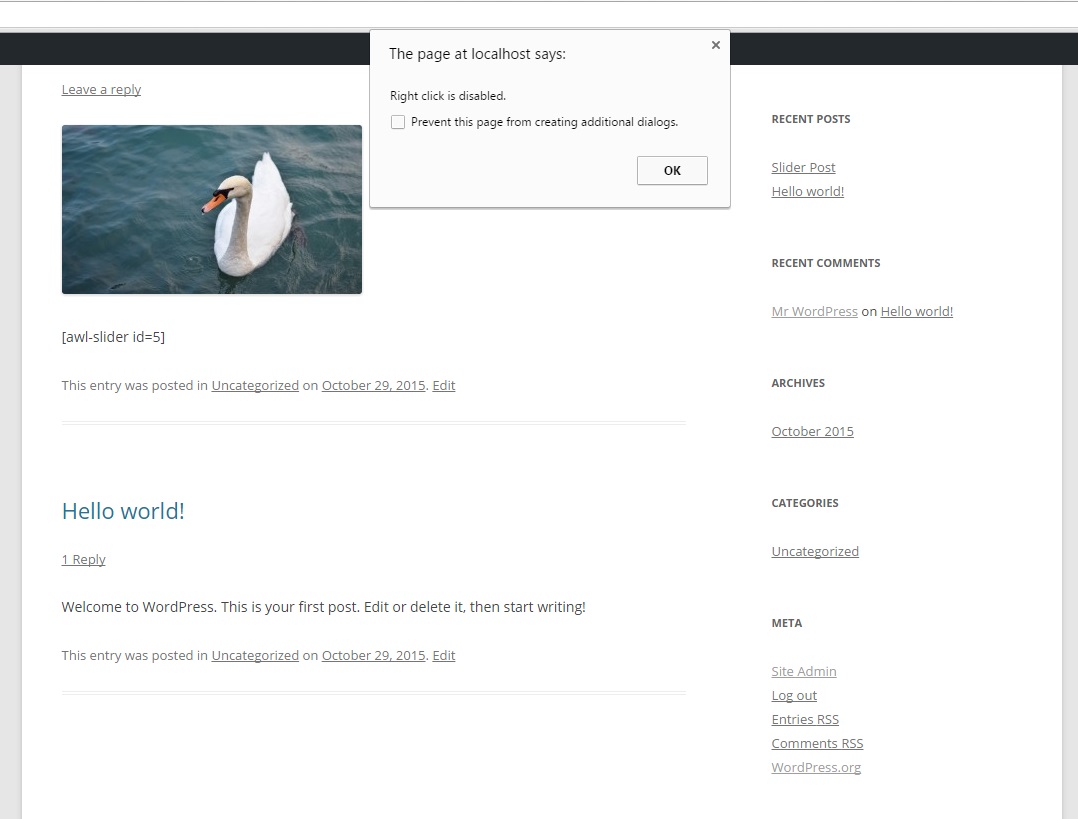 The page at localhost says:
Right click is disabled.
Prevent this page from creating additional dialogs.
OK
Leave a reply
[awl-slider id=5]
This entry was posted in Uncategorized on October 29, 2015. Edit
Hello world!
1 Reply
Welcome to WordPress. This is your first post. Edit or delete it, then start writing!
This entry was posted in Uncategorized on October 29, 2015. Edit
RECENT POSTS
Slider Post
Hello world!
RECENT COMMENTS
Mr WordPress on Hello world!
ARCHIVES
October 2015
CATEGORIES
Uncategorized
META
Site Admin
Log out
Entries RSS
Comments RSS
WordPress.org